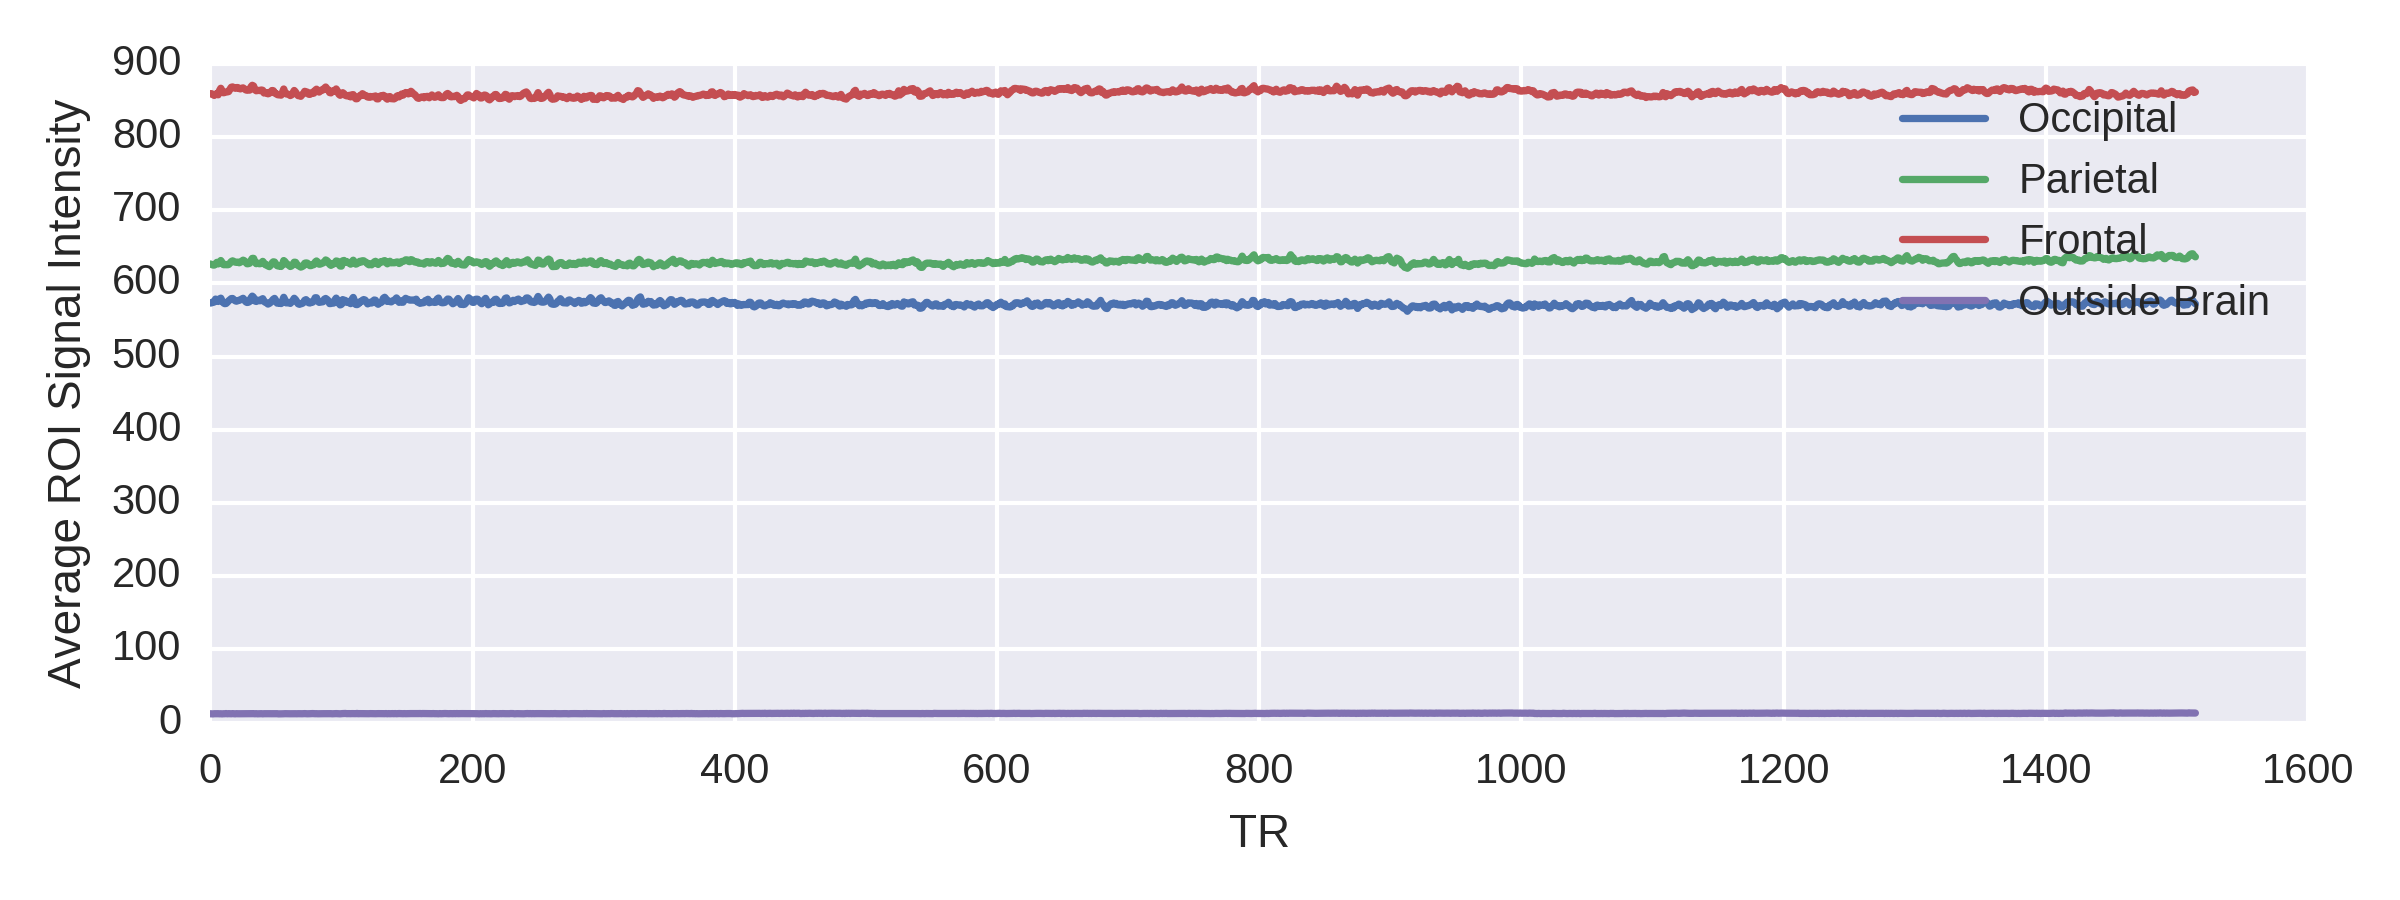 Average ROI Signal Intensity
900
800
700
600
500
400
300
200
100
0
Occipital
Parietal
Frontal
Outside Brain
0 200 400 600 800 1000 1200 1400 1600
TR